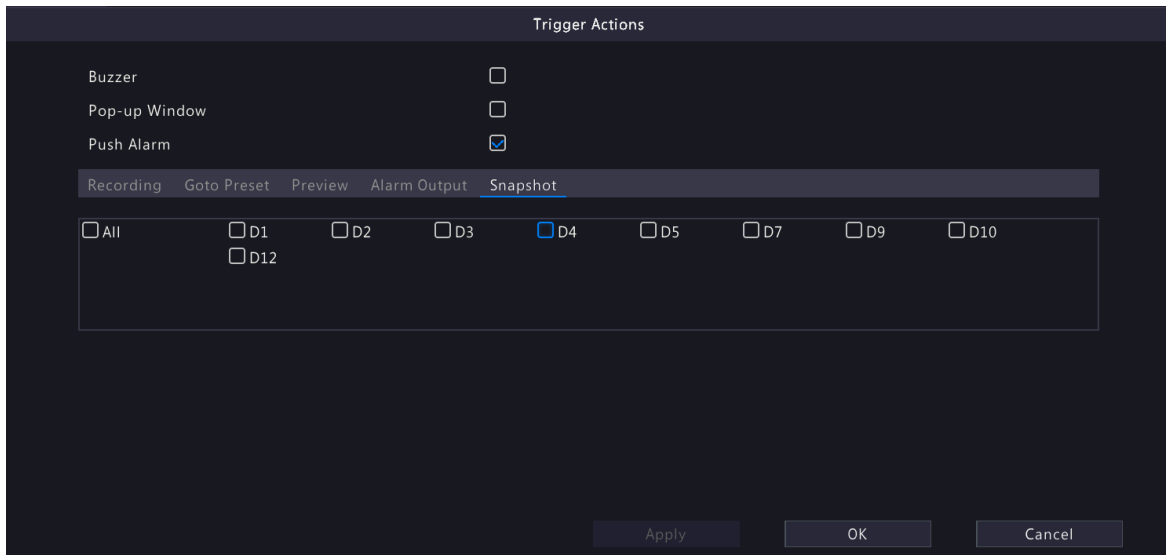 Trigger Actions
Buzzer
Pop-up Window
Push Alarm
Recording Goto Preset Preview Alarm Output Snapshot
All D1 D2 D3 D4 D5 D7 D9 D10
D12
Apply OK Cancel